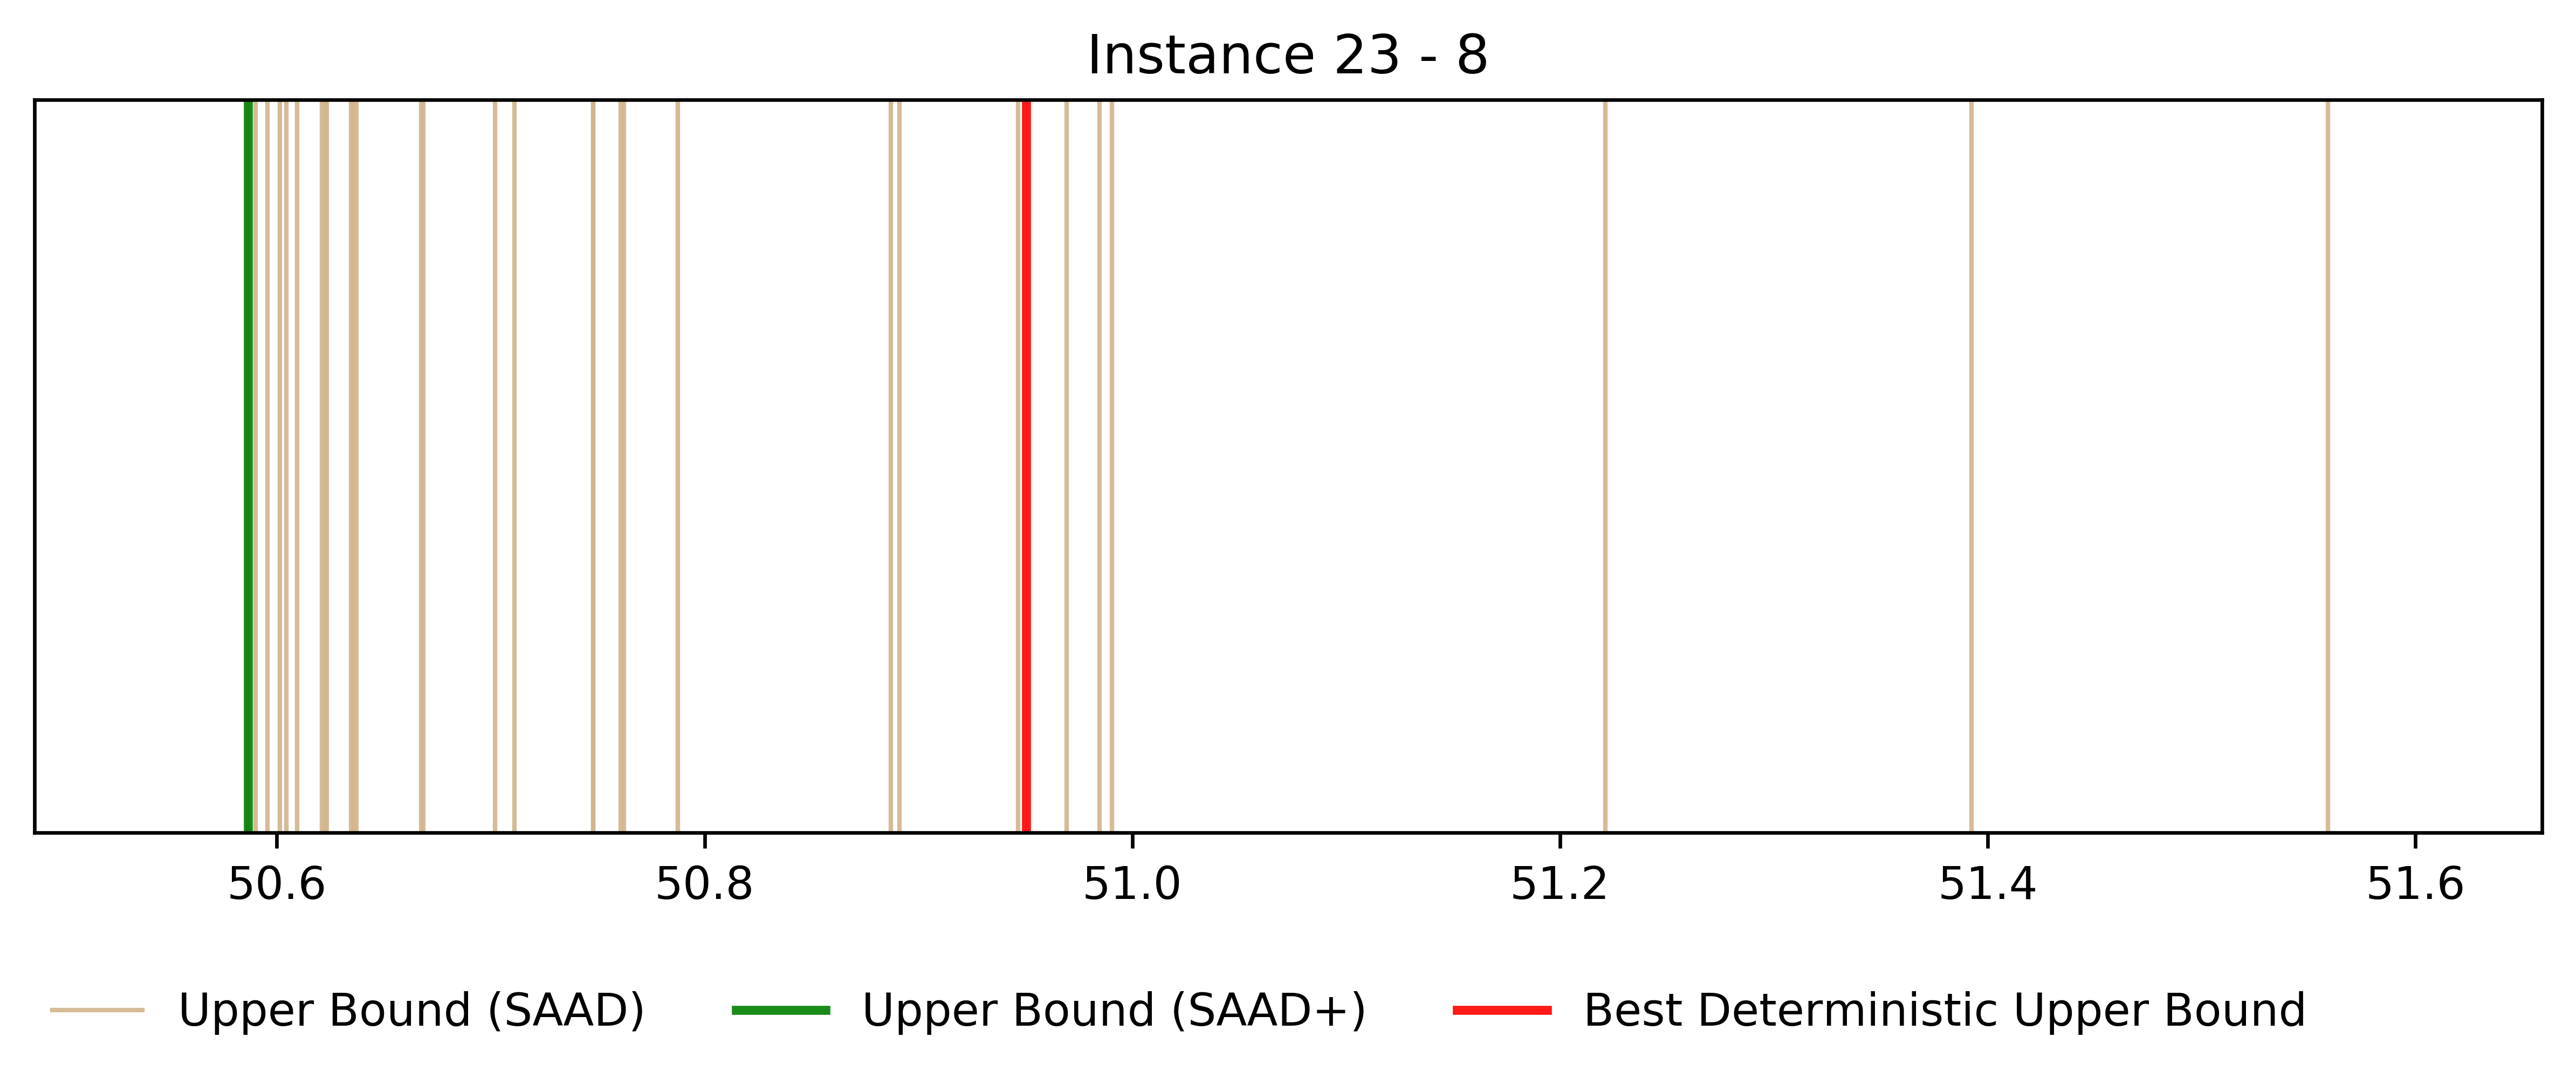 Instance 23 - 8
50.6 50.8 51.0 51.2 51.4 51.6
Upper Bound (SAAD) Upper Bound (SAAD+) Best Deterministic Upper Bound